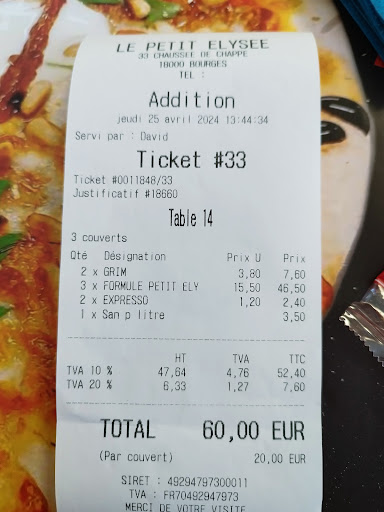 LE PETIT ELYSEE
33 CHAUSSEE DE CHAPPE
18000 BOURGES
TEL :
Addition
jeudi 25 avril 2024 13:44:34
Servi par : David
Ticket #33
Ticket #0011848/33
Justificatif #18660
Table 14
3 couverts
Qté Désignation Prix U Prix
2 x GRIM 3,80 7,60
3 x FORMULE PETIT ELY 15,50 46,50
2 x EXPRESSO 1,20 2,40
1 x San p litre 3,50
HT TVA TTC
TVA 10 % 47,64 4,76 52,40
TVA 20 % 6,33 1,27 7,60
TOTAL 60,00 EUR
(Par couvert) 20,00 EUR
SIRET : 49294797300011
TVA : FR70492947973
MERCI DE VOTRE VISITE